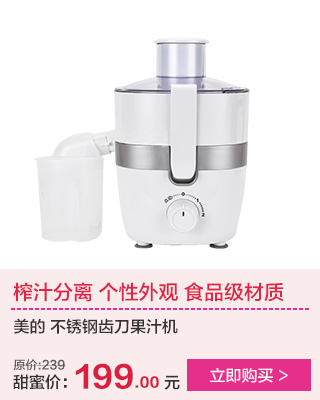 榨汁分离 个性外观 食品级材质
美的 不锈钢齿刀果汁机
原价:239
甜蜜价：199.00 元
立即购买 >